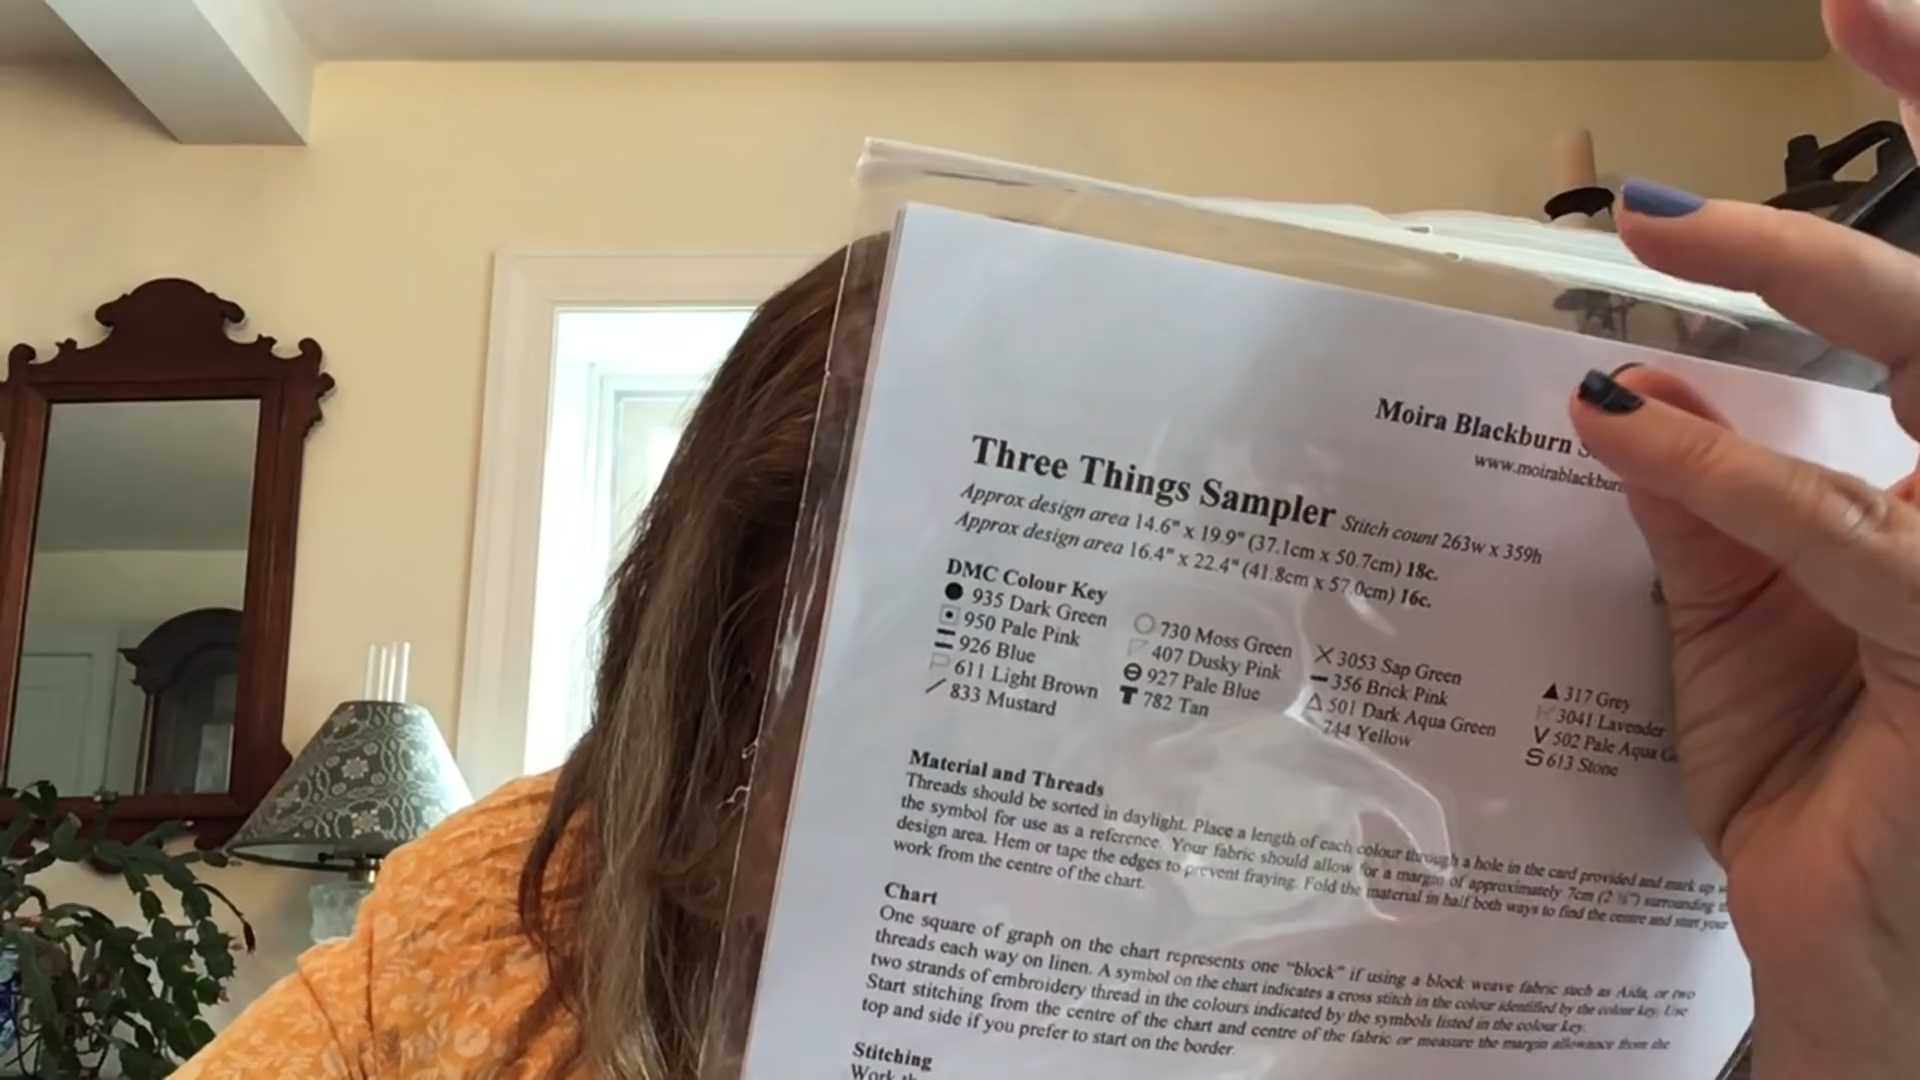 Moira Blackburn
www.moirablackburn
Three Things Sampler Stitch count 263w x 359h
Approx design area 14.6" x 19.9" (37.1cm x 50.7cm) 18c.
Approx design area 16.4" x 22.4" (41.8cm x 57.0cm) 16c.
DMC Colour Key
935 Dark Green
950 Pale Pink
926 Blue
611 Light Brown
833 Mustard
730 Moss Green
407 Dusky Pink
927 Pale Blue
782 Tan
3053 Sap Green
356 Brick Pink
501 Dark Aqua Green
744 Yellow
317 Grey
3041 Lavender
502 Pale Aqua
613 Stone
Material and Threads
Threads should be sorted in daylight. Place a length of each colour through a hole in the card provided and mark up
the symbol for use as a reference. Your fabric should allow for a margin of approximately 7cm (2 ¾") surrounding
design area. Hem or tape the edges to prevent fraying. Fold the material in half both ways to find the centre and start your
work from the centre of the chart.
Chart
One square of graph on the chart represents one "block" if using a block weave fabric such as Aida, or two
threads each way on linen. A symbol on the chart indicates a cross stitch in the colour identified by the colour key. Use
two strands of embroidery thread in the colours indicated by the symbols listed in the colour key.
Start stitching from the centre of the chart and centre of the fabric or measure the margin allowance from the
top and side if you prefer to start on the border.
Stitching
Work